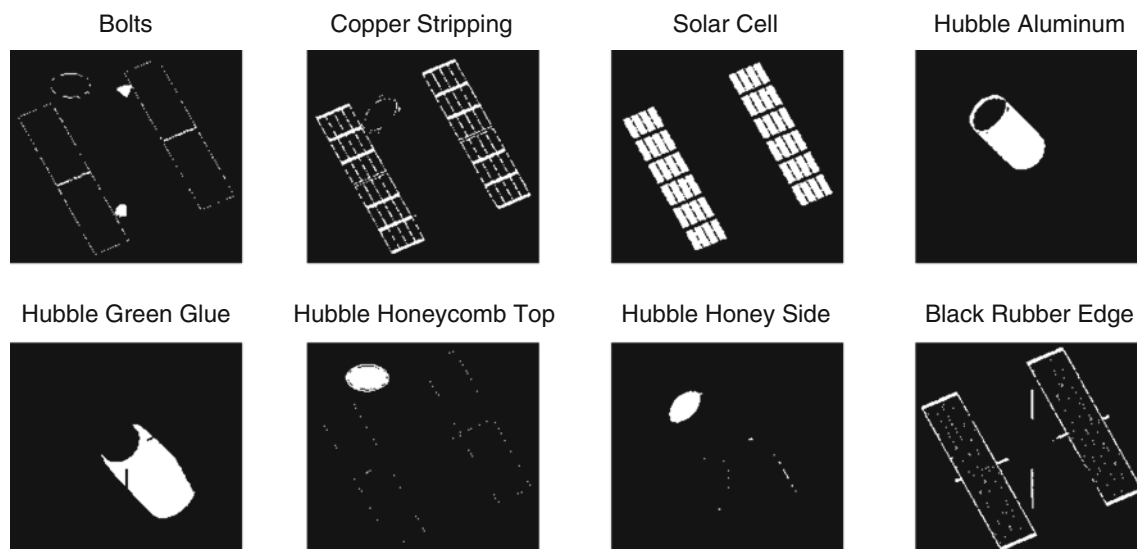 Bolts
Copper Stripping
Solar Cell
Hubble Aluminum
Hubble Green Glue
Hubble Honeycomb Top
Hubble Honey Side
Black Rubber Edge